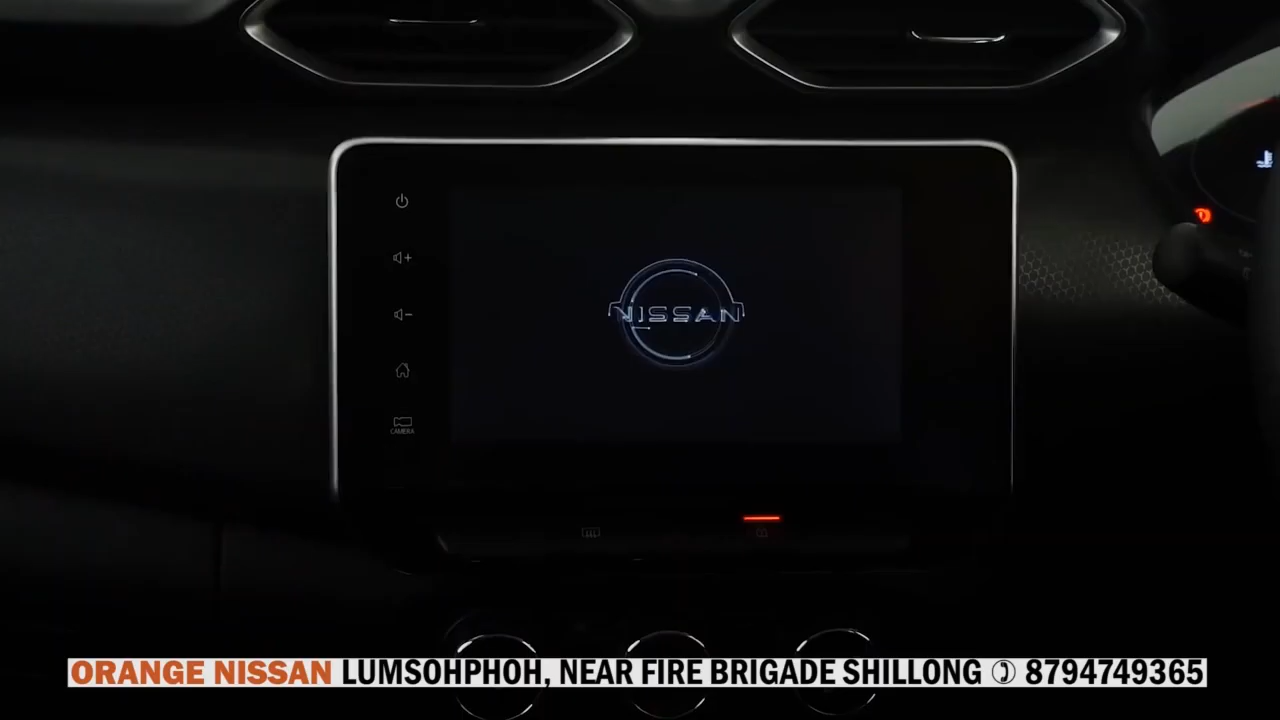 NISSAN
CAMERA
ORANGE NISSAN LUMSOHPHOH, NEAR FIRE BRIGADE SHILLONG ✆ 8794749365